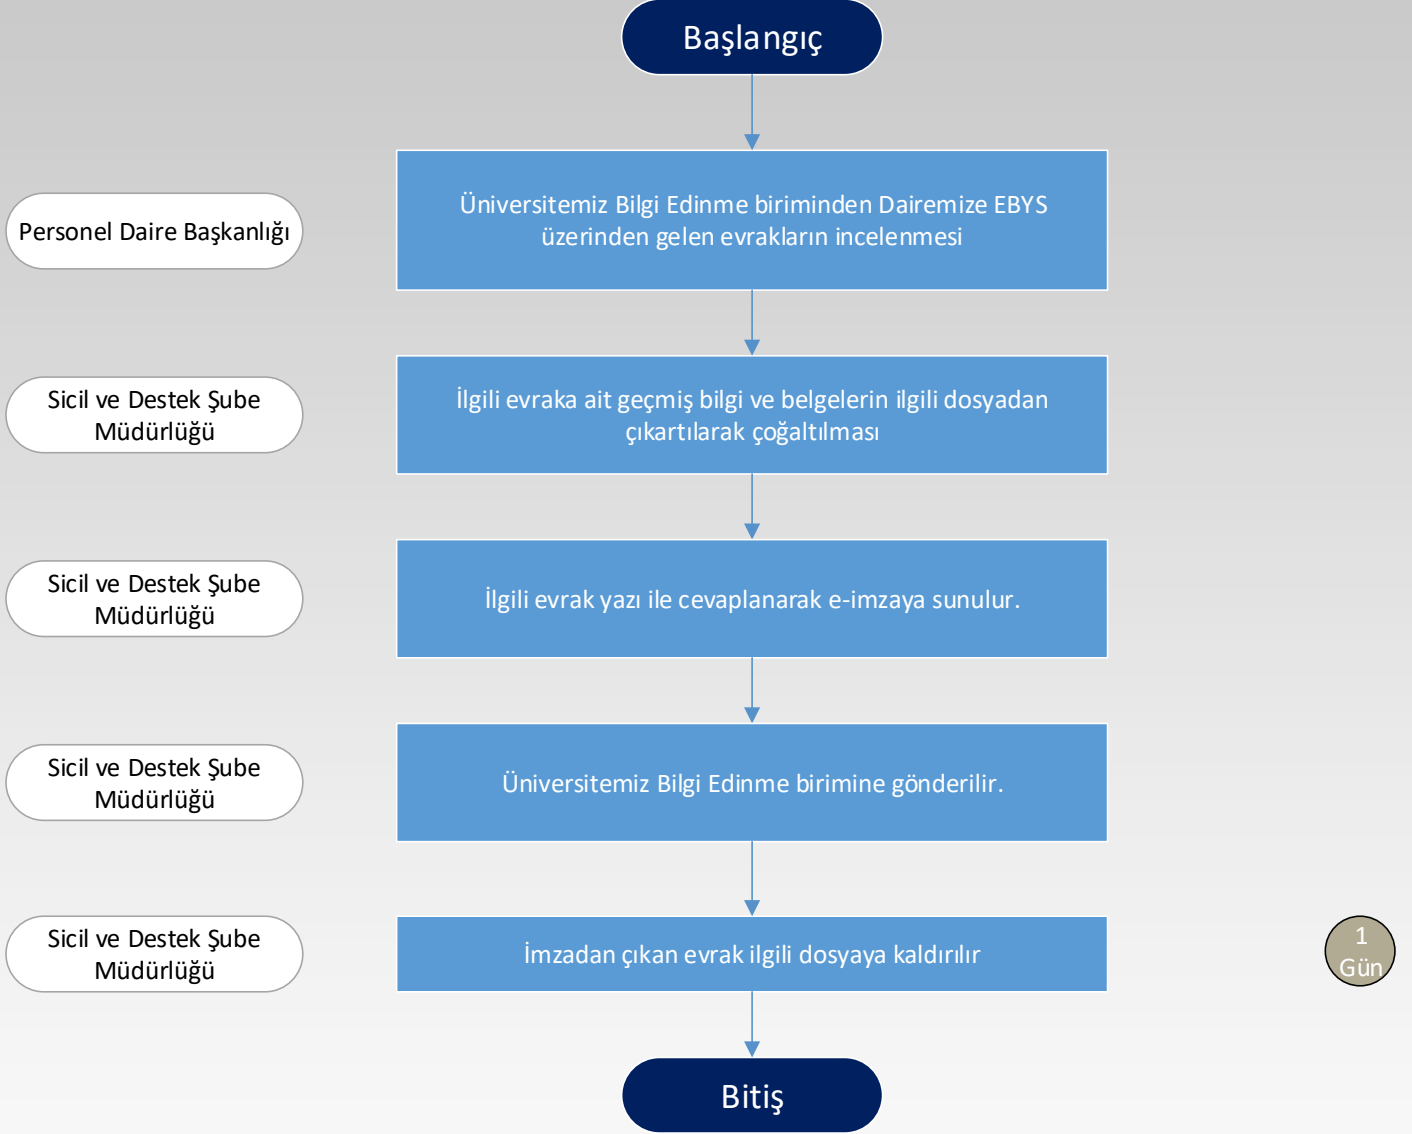 Başlangıç
Personel Daire Başkanlığı
Üniversitemiz Bilgi Edinme biriminden Dairemize EBYS
üzerinden gelen evrakların incelenmesi
Sicil ve Destek Şube
Müdürlüğü
İlgili evraka ait geçmiş bilgi ve belgelerin ilgili dosyadan
çıkartılarak çoğaltılması
Sicil ve Destek Şube
Müdürlüğü
İlgili evrak yazı ile cevaplanarak e-imzaya sunulur.
Sicil ve Destek Şube
Müdürlüğü
Üniversitemiz Bilgi Edinme birimine gönderilir.
Sicil ve Destek Şube
Müdürlüğü
İmzadan çıkan evrak ilgili dosyaya kaldırılır
1
Gün
Bitiş